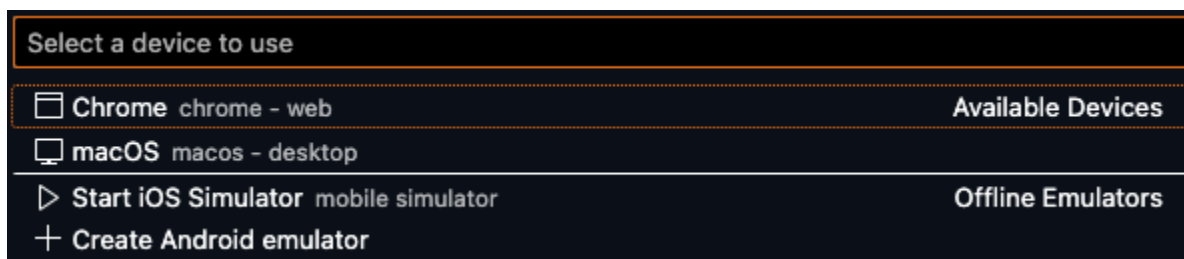 Select a device to use
Chrome chrome - web Available Devices
macOS macos - desktop
Start iOS Simulator mobile simulator Offline Emulators
Create Android emulator